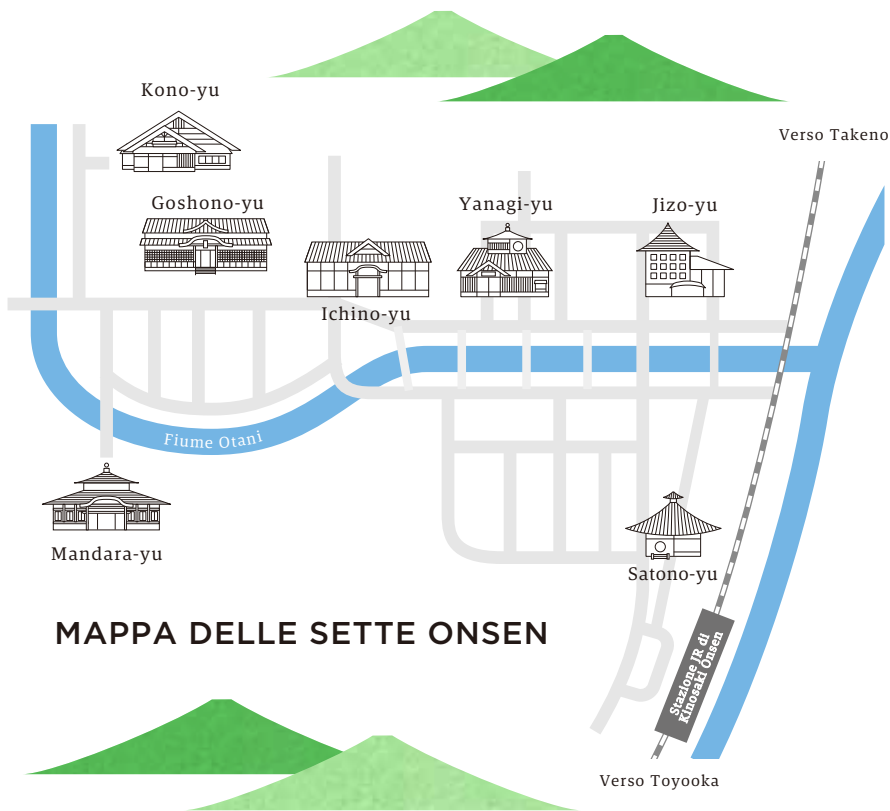 Kono-yu
Verso Takeno
Goshono-yu
Yanagi-yu
Jizo-yu
Ichino-yu
Fiume Otani
Mandara-yu
Satono-yu
MAPPA DELLE SETTE ONSEN
Stazione JR di
Kinosaki Onsen
Verso Toyooka